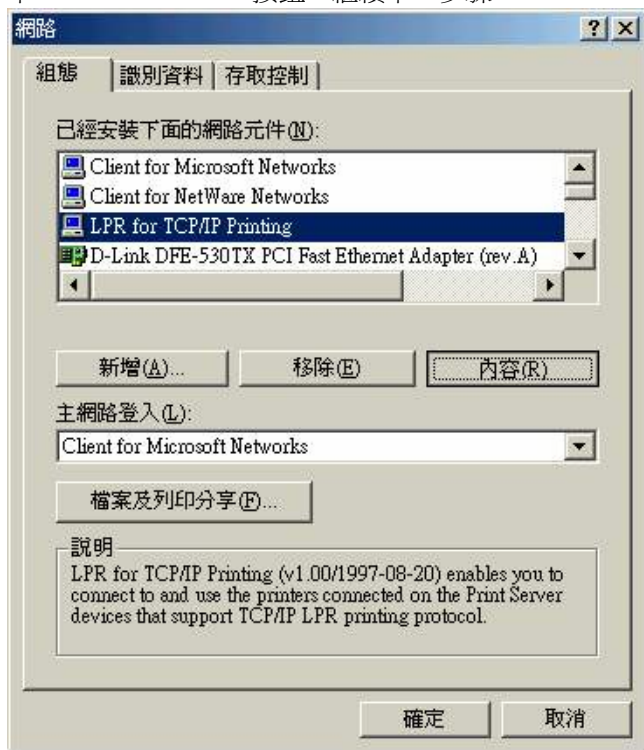 網路
組態 識別資料 存取控制
已經安裝下面的網路元件(N):
Client for Microsoft Networks
Client for NetWare Networks
LPR for TCP/IP Printing
D-Link DFE-530TX PCI Fast Ethernet Adapter (rev.A)
新增(A)... 移除(E) 內容(R)
主網路登入(L):
Client for Microsoft Networks
檔案及列印分享(F)...
說明
LPR for TCP/IP Printing (v1.00/1997-08-20) enables you to
connect to and use the printers connected on the Print Server
devices that support TCP/IP LPR printing protocol.
確定 取消